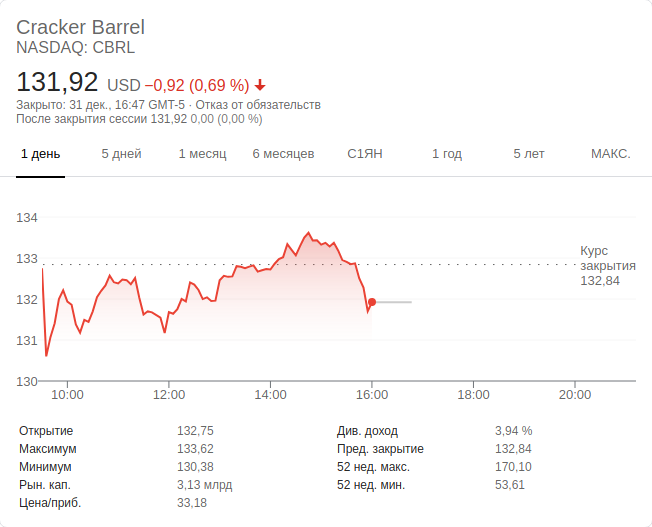 Cracker Barrel
NASDAQ: CBRL
131,92 USD −0,92 (0,69 %)
Закрыто: 31 дек., 16:47 GMT-5 · Отказ от обязательств
После закрытия сессии 131,92 0,00 (0,00 %)
1 день 5 дней 1 месяц 6 месяцев С1ЯН 1 год 5 лет МАКС.
134
133
132
131
130
Курс
закрытия
132,84
10:00 12:00 14:00 16:00 18:00 20:00
Открытие 132,75
Максимум 133,62
Минимум 130,38
Рын. кап. 3,13 млрд
Цена/приб. 33,18
Див. доход 3,94 %
Пред. закрытие 132,84
52 нед. макс. 170,10
52 нед. мин. 53,61